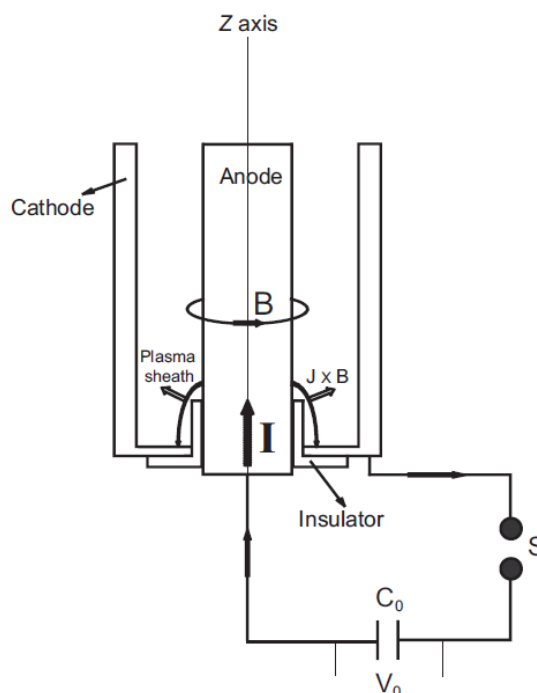 Z axis
Anode
Cathode
B
Plasma
sheath
J x B
I
Insulator
S
C₀
V₀